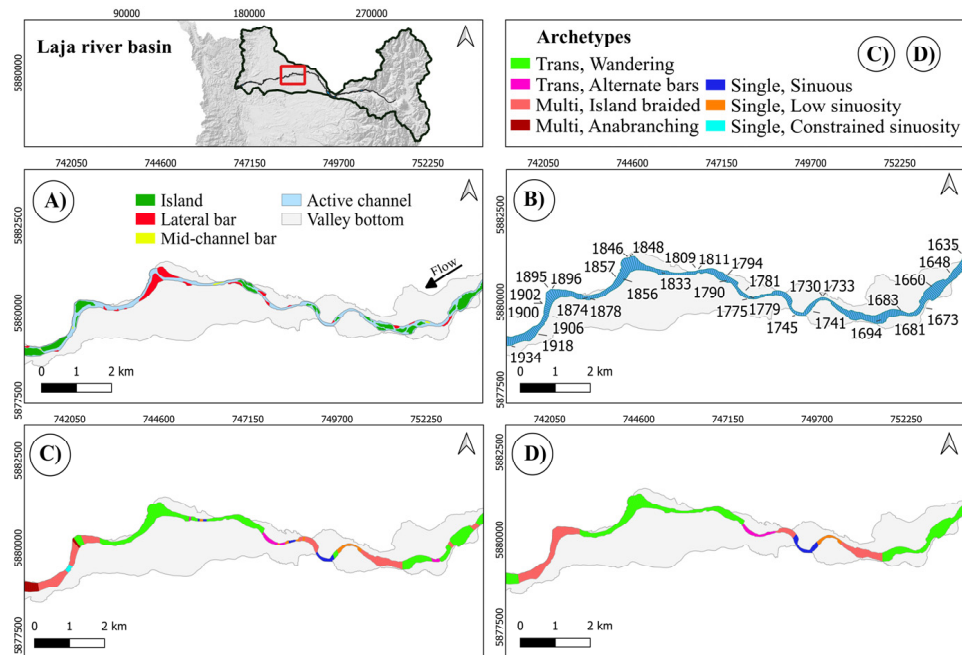 90000 180000 270000
Laja river basin
5880000
Archetypes
C) D)
Trans, Wandering
Trans, Alternate bars
Multi, Island braided
Multi, Anabranching
Single, Sinuous
Single, Low sinuosity
Single, Constrained sinuosity
742050 744600 747150 749700 752250
A)
Island
Lateral bar
Mid-channel bar
Active channel
Valley bottom
Flow
5882500
5880000
5877500
0 1 2 km
742050 744600 747150 749700 752250
B)
1846 1848
1895 1896 1857 1809 1811 1794
1902 1781 1730 1733
1900 1874 1878 1856 1833 1790
1775 1779 1745 1741
1906
1918
1934
1635
1648
1660
1683
1673
1694 1681
5882500
5880000
5877500
0 1 2 km
742050 744600 747150 749700 752250
C)
5882500
5880000
5877500
0 1 2 km
742050 744600 747150 749700 752250
D)
5882500
5880000
5877500
0 1 2 km